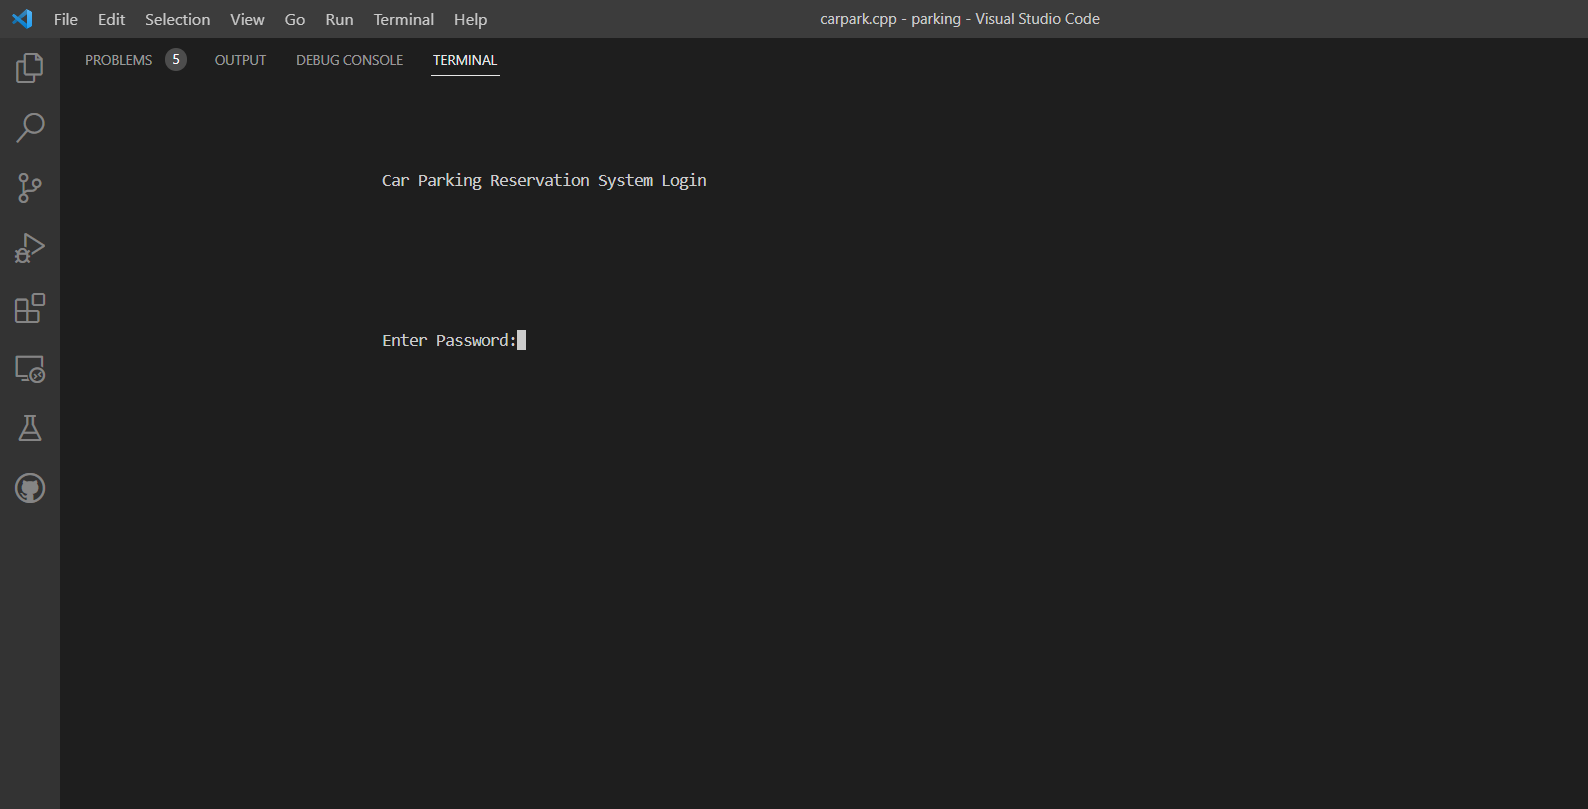 File Edit Selection View Go Run Terminal Help carpark.cpp - parking - Visual Studio Code
PROBLEMS 5 OUTPUT DEBUG CONSOLE TERMINAL
Car Parking Reservation System Login
Enter Password: